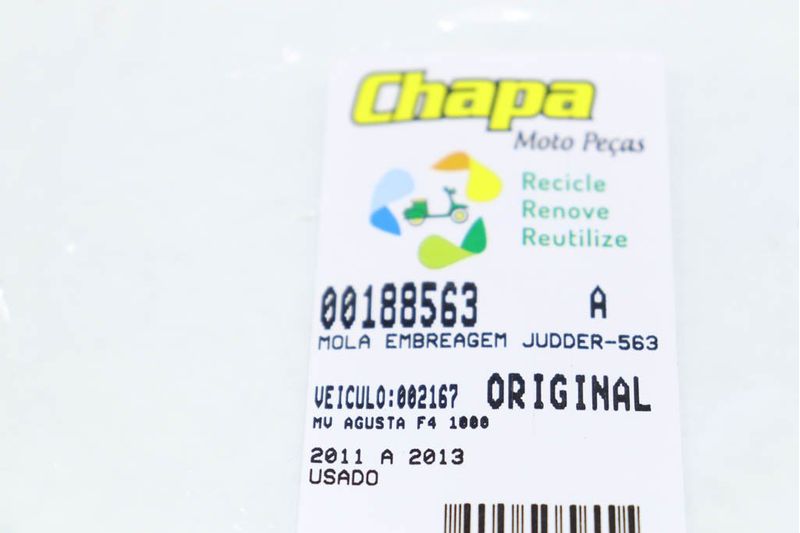 Chapa
Moto Peças
Recicle
Renove
Reutilize
00188563 A
MOLA EMBREAGEM JUDDER-563
VEICULO:002167 ORIGINAL
MV AGUSTA F4 1000
2011 A 2013
USADO